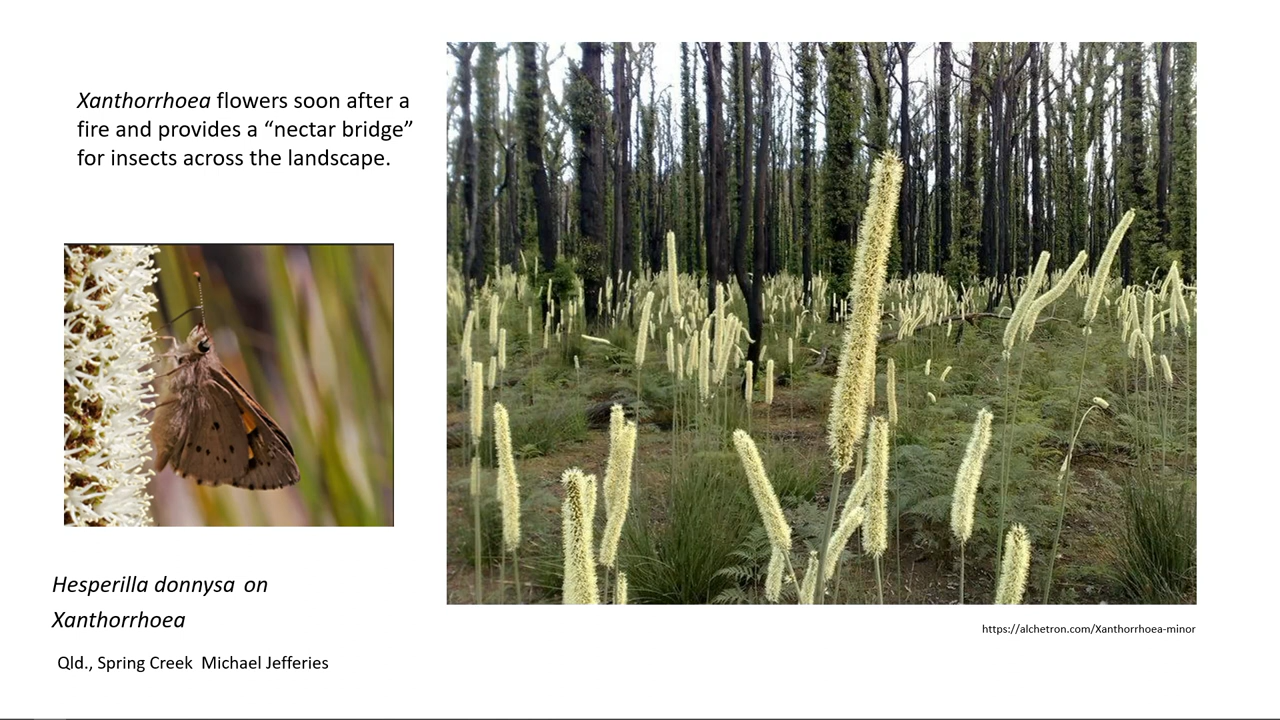 Xanthorrhoea flowers soon after a
fire and provides a “nectar bridge”
for insects across the landscape.
Hesperilla donnysa on
Xanthorrhoea
Qld., Spring Creek Michael Jefferies
https://alchetron.com/Xanthorrhoea-minor